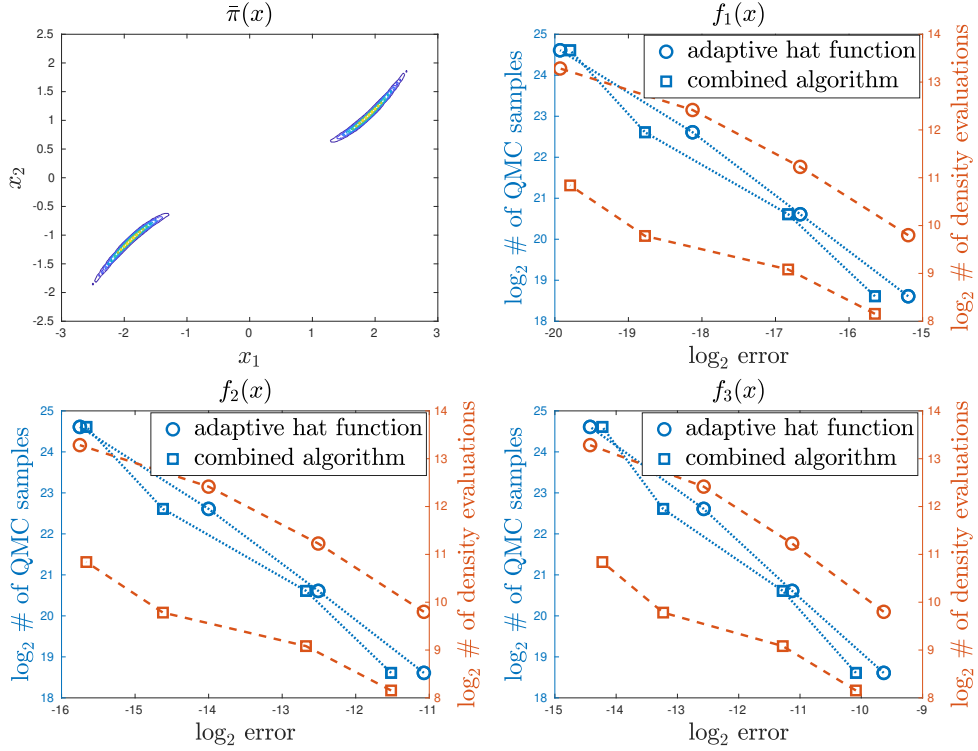 π̄(x)
2.5
2
1.5
1
0.5
0
-0.5
-1
-1.5
-2
-2.5
x₂
-3 -2 -1 0 1 2 3
x₁
f₁(x)
adaptive hat function
combined algorithm
25
24
23
22
21
20
19
18
log₂ # of QMC samples
14
13
12
11
10
9
8
log₂ # of density evaluations
-20 -19 -18 -17 -16 -15
log₂ error
f₂(x)
adaptive hat function
combined algorithm
25
24
23
22
21
20
19
18
log₂ # of QMC samples
14
13
12
11
10
9
8
log₂ # of density evaluations
-16 -15 -14 -13 -12 -11
log₂ error
f₃(x)
adaptive hat function
combined algorithm
25
24
23
22
21
20
19
18
log₂ # of QMC samples
14
13
12
11
10
9
8
log₂ # of density evaluations
-15 -14 -13 -12 -11 -10 -9
log₂ error